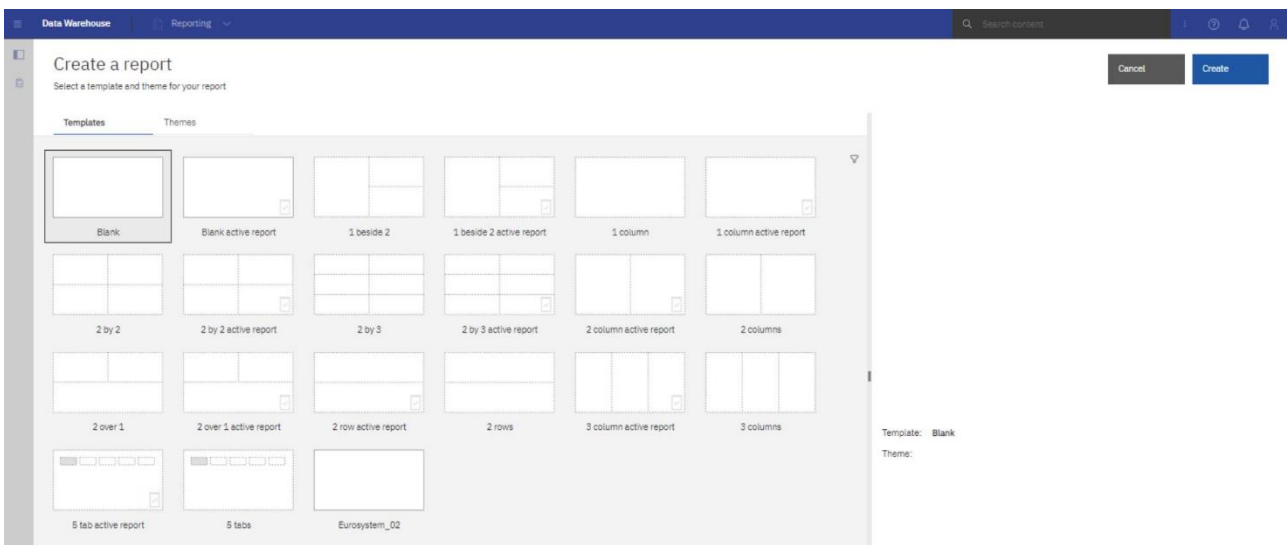 Data Warehouse
Reporting
Search content
Create a report
Select a template and theme for your report
Cancel
Create
Templates
Themes
Blank
Blank active report
1 beside 2
1 beside 2 active report
1 column
1 column active report
2 by 2
2 by 2 active report
2 by 3
2 by 3 active report
2 column active report
2 columns
2 over 1
2 over 1 active report
2 row active report
2 rows
3 column active report
3 columns
Template: Blank
Theme:
5 tab active report
5 tabs
Eurosystem_02